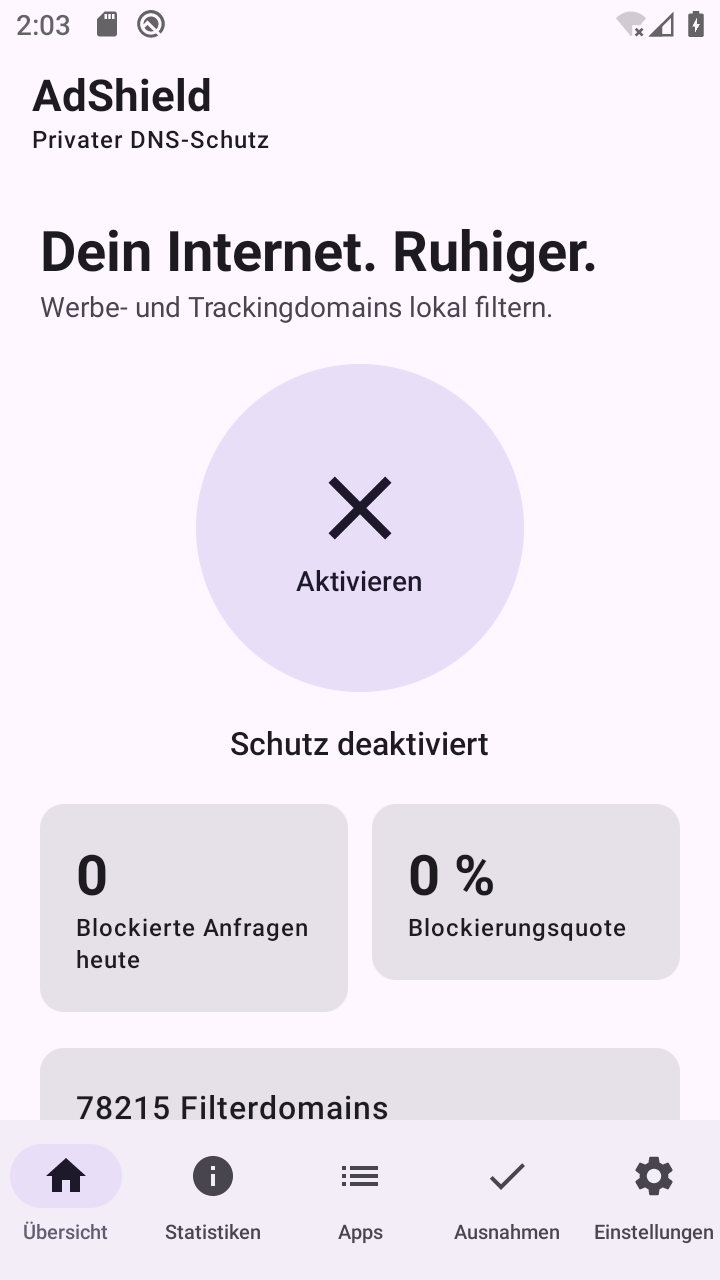 2:03
AdShield
Privater DNS-Schutz
Dein Internet. Ruhiger.
Werbe- und Trackingdomains lokal filtern.
Aktivieren
Schutz deaktiviert
0
Blockierte Anfragen
heute
0 %
Blockierungsquote
78215 Filterdomains
Übersicht
Statistiken
Apps
Ausnahmen
Einstellungen